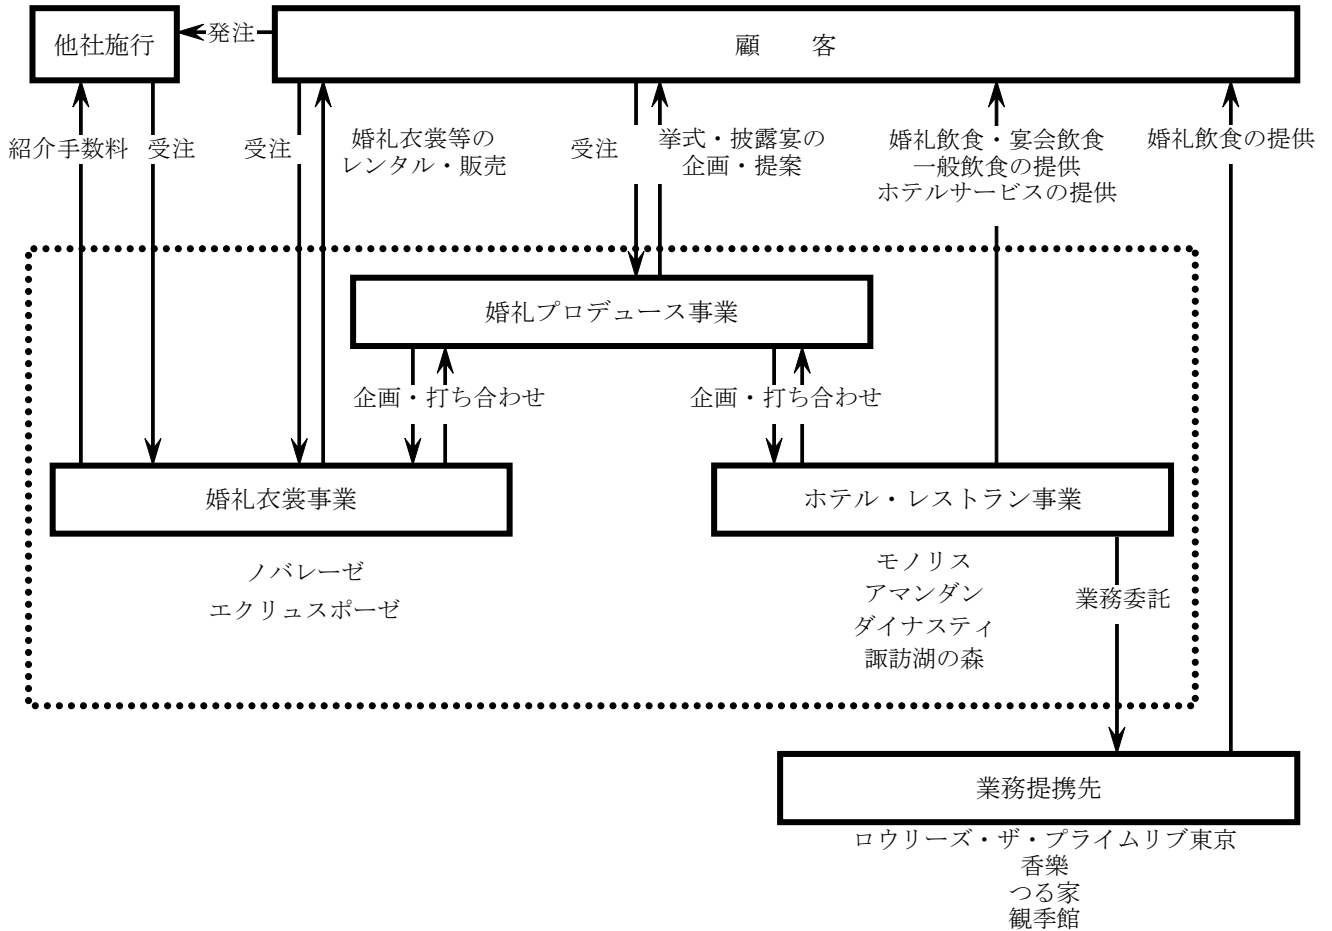 他社施行
発注
顧　　客
紹介手数料
受注
受注
婚礼衣裳等の
レンタル・販売
受注
挙式・披露宴の
企画・提案
婚礼飲食・宴会飲食
一般飲食の提供
ホテルサービスの提供
婚礼飲食の提供
婚礼プロデュース事業
企画・打ち合わせ
企画・打ち合わせ
婚礼衣裳事業
ホテル・レストラン事業
ノバレーゼ
エクリュスポーゼ
モノリス
アマンダン
ダイナスティ
諏訪湖の森
業務委託
業務提携先
ロウリーズ・ザ・プライムリブ東京
香樂
つる家
観季館